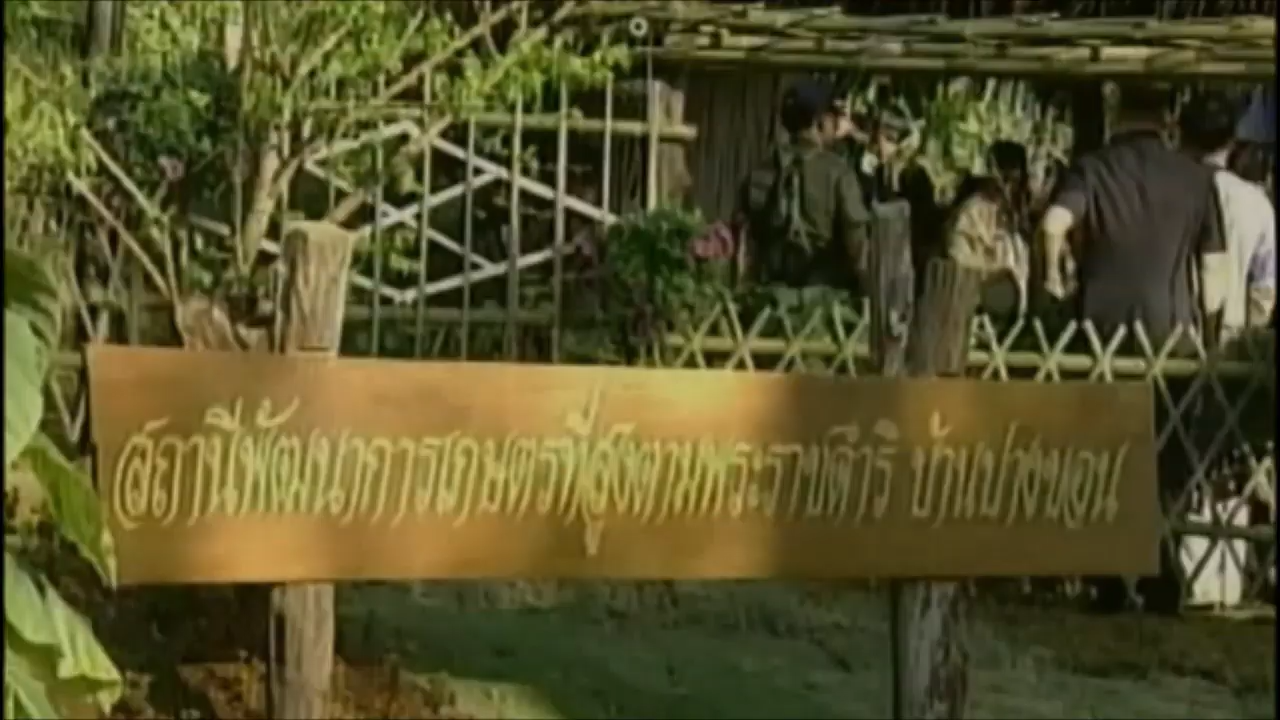 สถานีพัฒนาการเกษตรที่สูงตามพระราชดำริ บ้านปางขอน